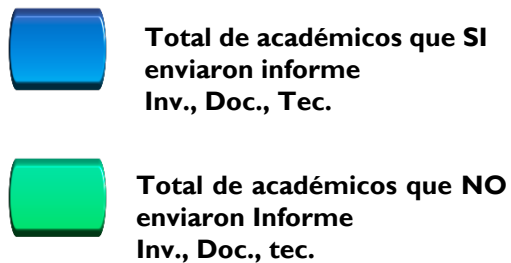 Total de académicos que SI
enviaron informe
Inv., Doc., Tec.
Total de académicos que NO
enviaron Informe
Inv., Doc., tec.